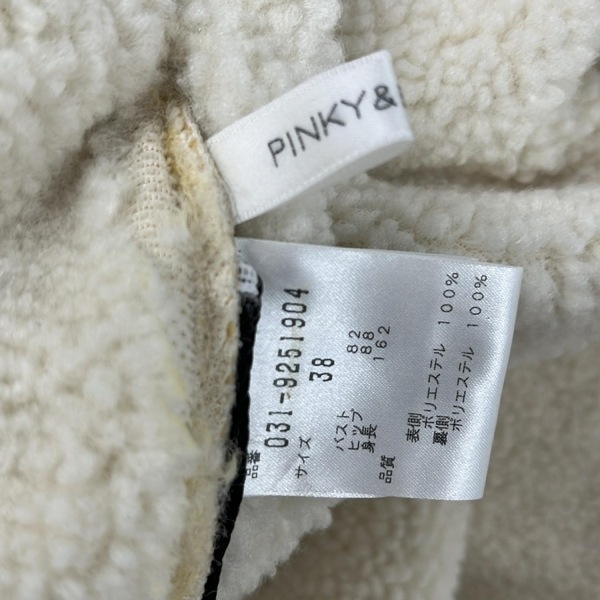 PINKY&
品番 031-9251904
サイズ 38
バスト 82
ヒップ 88
身長 162
品質
表側 ポリエステル 100%
裏側 ポリエステル 100%